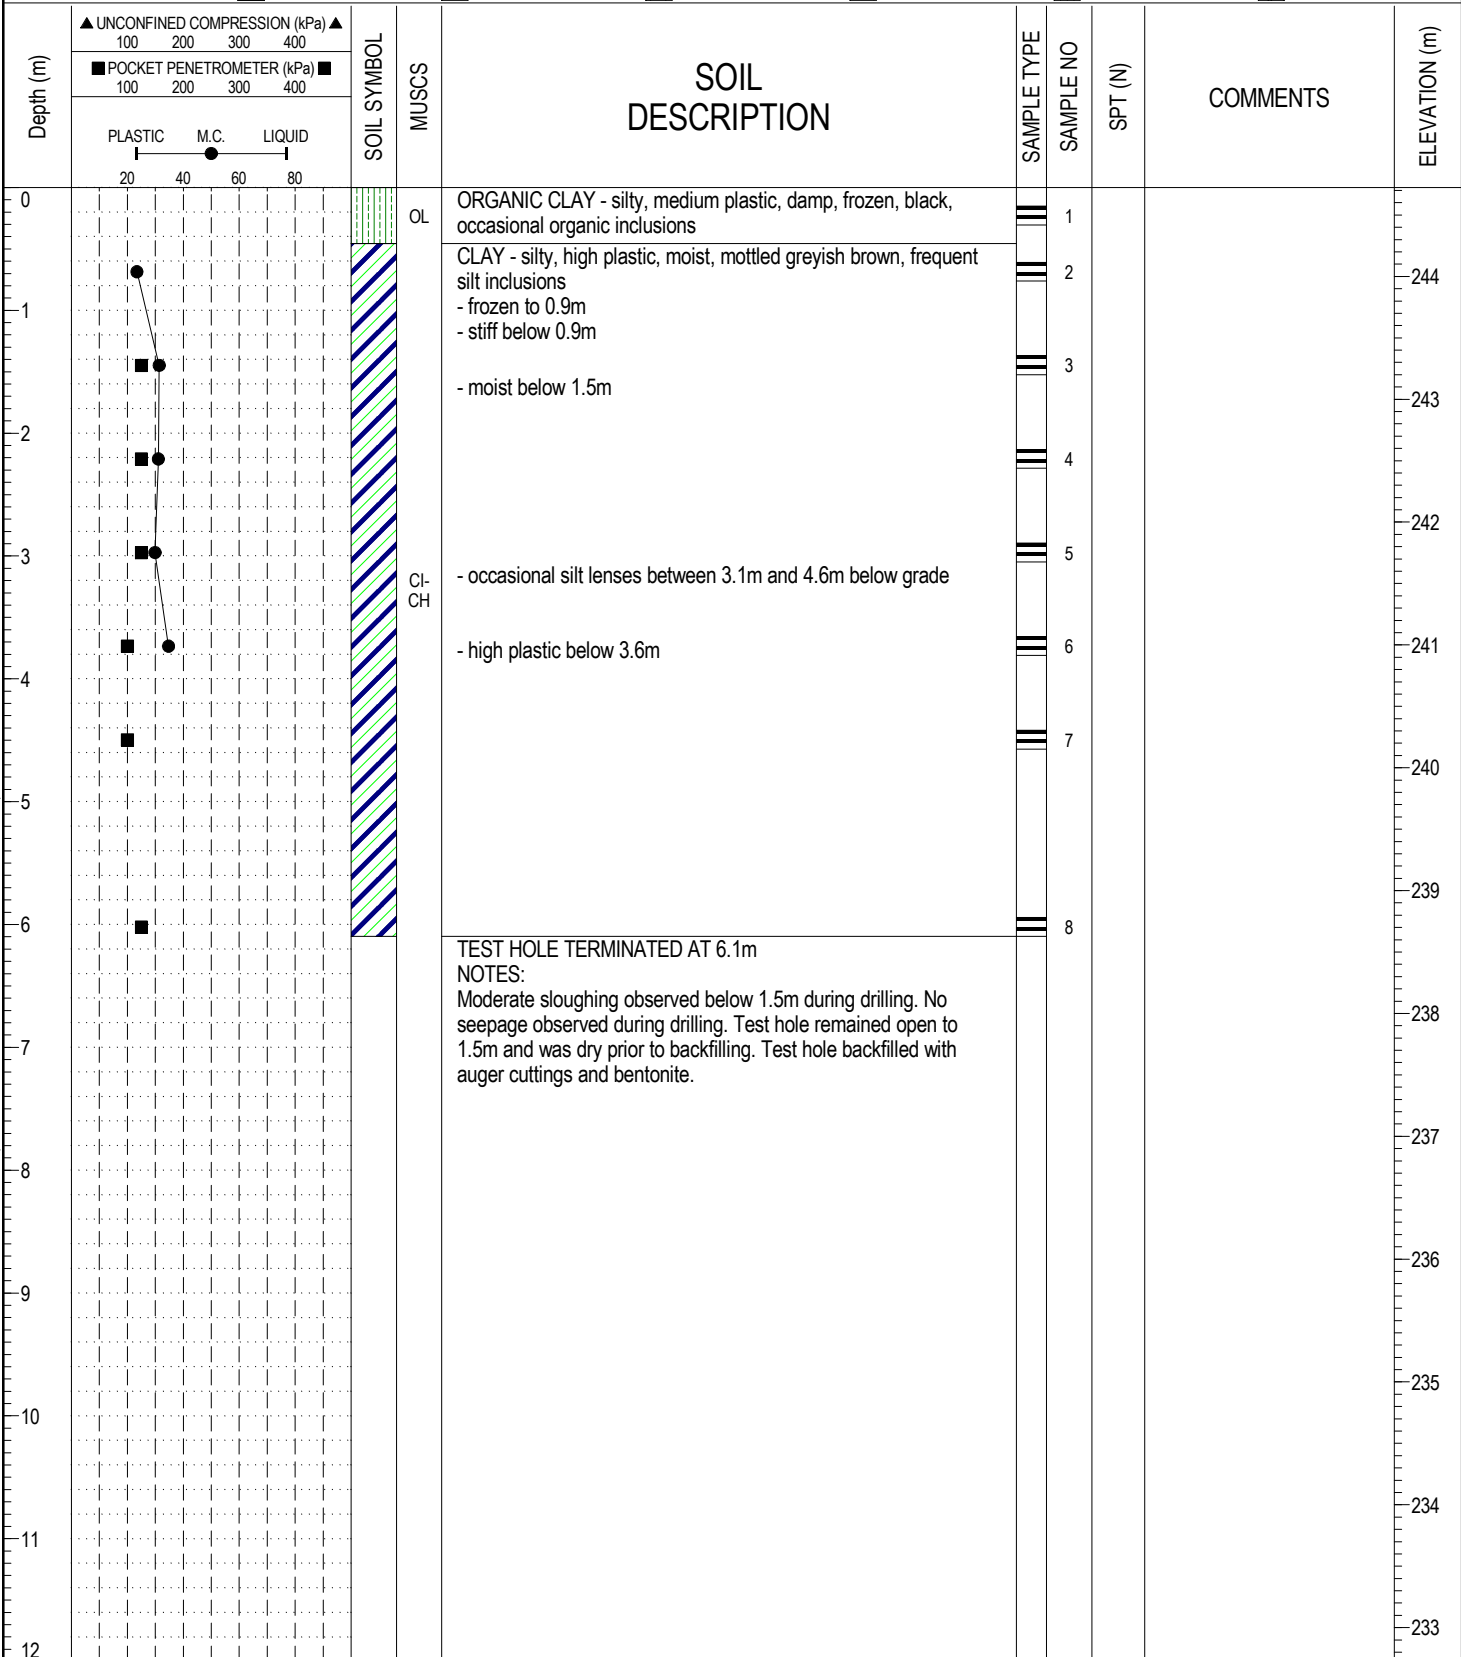 ▲ UNCONFINED COMPRESSION (kPa) ▲
100 200 300 400
■ POCKET PENETROMETER (kPa) ■
100 200 300 400
PLASTIC M.C. LIQUID
20 40 60 80
Depth (m)
SOIL SYMBOL
MUSCS
SOIL
DESCRIPTION
SAMPLE TYPE
SAMPLE NO
SPT (N)
COMMENTS
ELEVATION (m)
0
1
2
3
4
5
6
7
8
9
10
11
12
OL
CI-
CH
ORGANIC CLAY - silty, medium plastic, damp, frozen, black,
occasional organic inclusions
CLAY - silty, high plastic, moist, mottled greyish brown, frequent
silt inclusions
- frozen to 0.9m
- stiff below 0.9m
- moist below 1.5m
- occasional silt lenses between 3.1m and 4.6m below grade
- high plastic below 3.6m
TEST HOLE TERMINATED AT 6.1m
NOTES:
Moderate sloughing observed below 1.5m during drilling. No
seepage observed during drilling. Test hole remained open to
1.5m and was dry prior to backfilling. Test hole backfilled with
auger cuttings and bentonite.
1
2
3
4
5
6
7
8
244
243
242
241
240
239
238
237
236
235
234
233